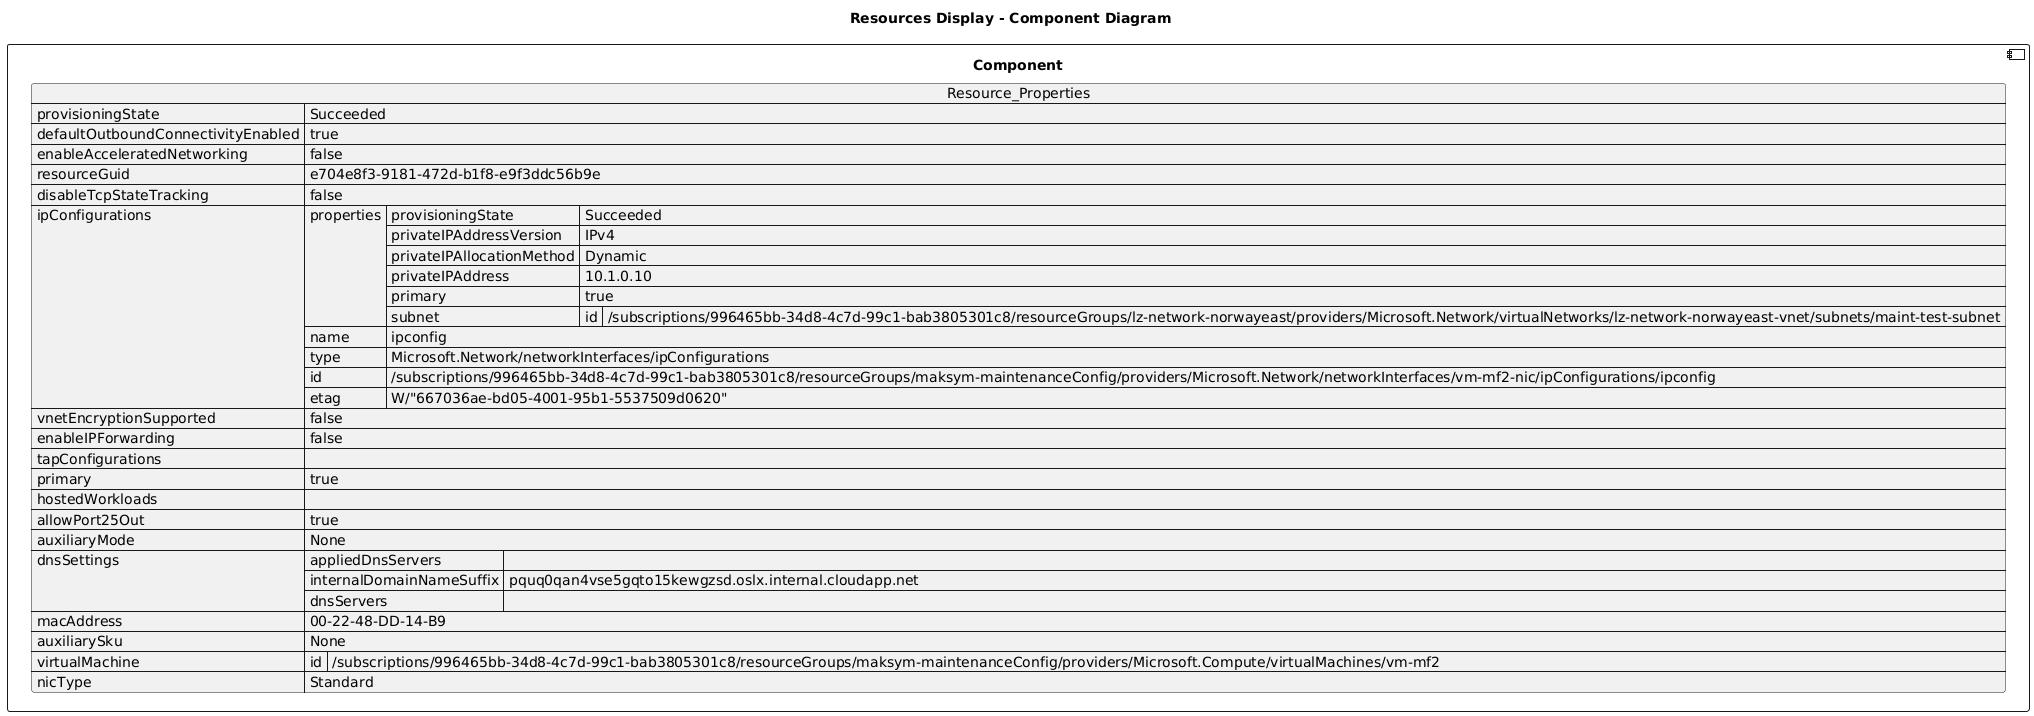 Resources Display - Component Diagram
Component
Resource_Properties
provisioningState Succeeded
defaultOutboundConnectivityEnabled true
enableAcceleratedNetworking false
resourceGuid e704e8f3-9181-472d-b1f8-e9f3ddc56b9e
disableTcpStateTracking false
ipConfigurations properties provisioningState Succeeded
privateIPAddressVersion IPv4
privateIPAllocationMethod Dynamic
privateIPAddress 10.1.0.10
primary true
subnet id /subscriptions/996465bb-34d8-4c7d-99c1-bab3805301c8/resourceGroups/lz-network-norwayeast/providers/Microsoft.Network/virtualNetworks/lz-network-norwayeast-vnet/subnets/maint-test-subnet
name ipconfig
type Microsoft.Network/networkInterfaces/ipConfigurations
id /subscriptions/996465bb-34d8-4c7d-99c1-bab3805301c8/resourceGroups/maksym-maintenanceConfig/providers/Microsoft.Network/networkInterfaces/vm-mf2-nic/ipConfigurations/ipconfig
etag W/"667036ae-bd05-4001-95b1-5537509d0620"
vnetEncryptionSupported false
enableIPForwarding false
tapConfigurations
primary true
hostedWorkloads
allowPort25Out true
auxiliaryMode None
dnsSettings appliedDnsServers
internalDomainNameSuffix pquq0qan4vse5gqto15kewgzsd.oslx.internal.cloudapp.net
dnsServers
macAddress 00-22-48-DD-14-B9
auxiliarySku None
virtualMachine id /subscriptions/996465bb-34d8-4c7d-99c1-bab3805301c8/resourceGroups/maksym-maintenanceConfig/providers/Microsoft.Compute/virtualMachines/vm-mf2
nicType Standard